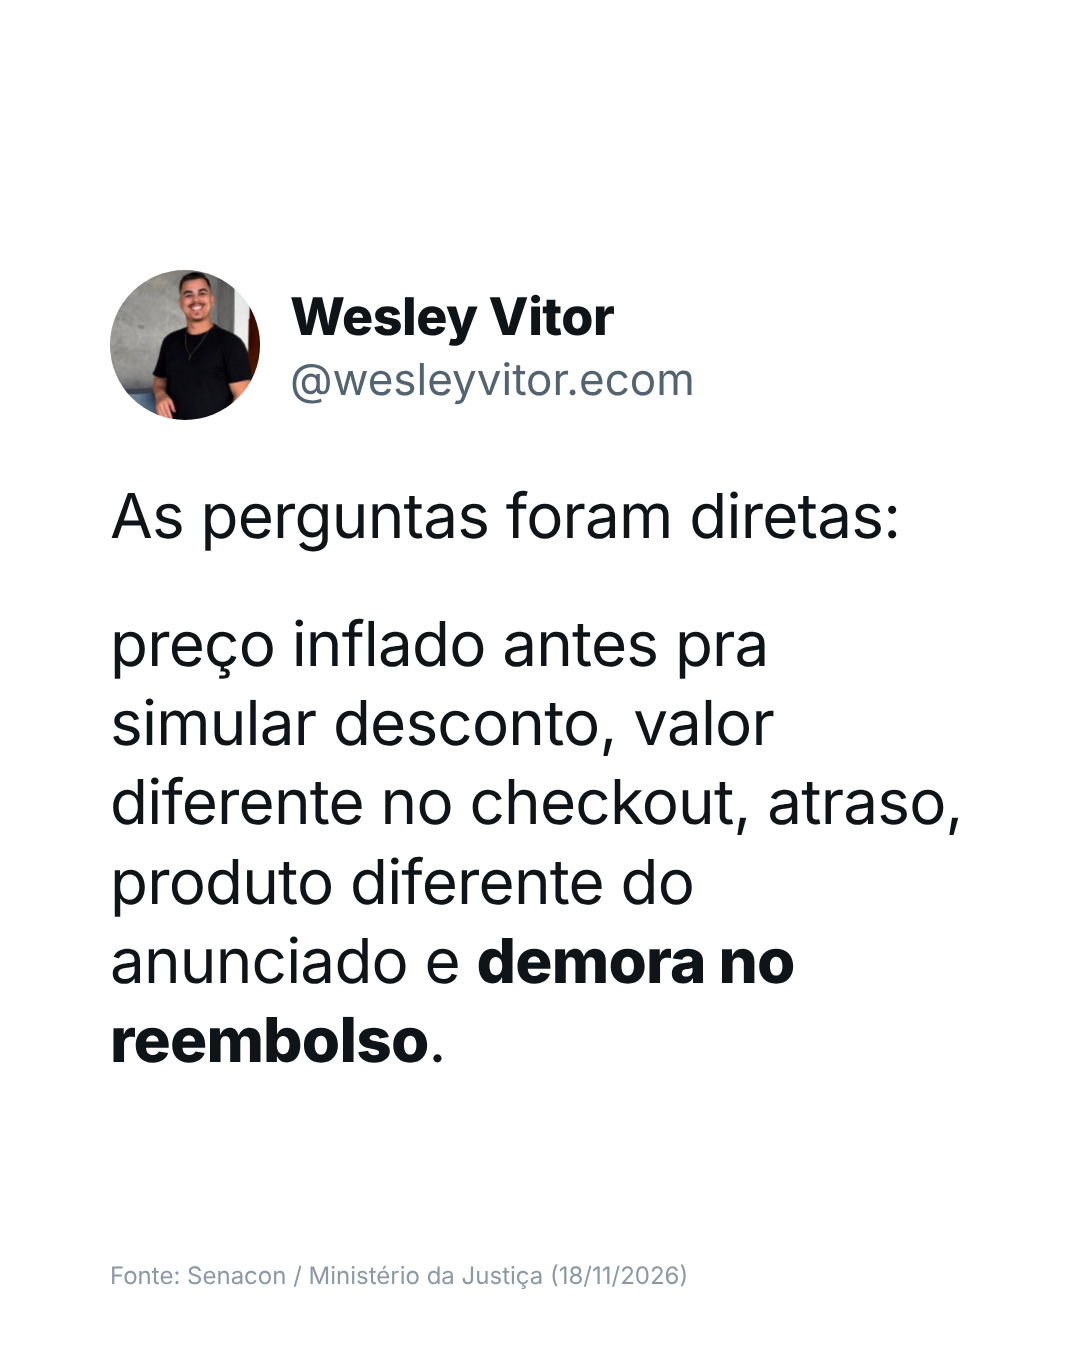 Wesley Vitor
@wesleyvitor.ecom
As perguntas foram diretas:
preço inflado antes pra
simular desconto, valor
diferente no checkout, atraso,
produto diferente do
anunciado e demora no
reembolso.
Fonte: Senacon / Ministério da Justiça (18/11/2026)